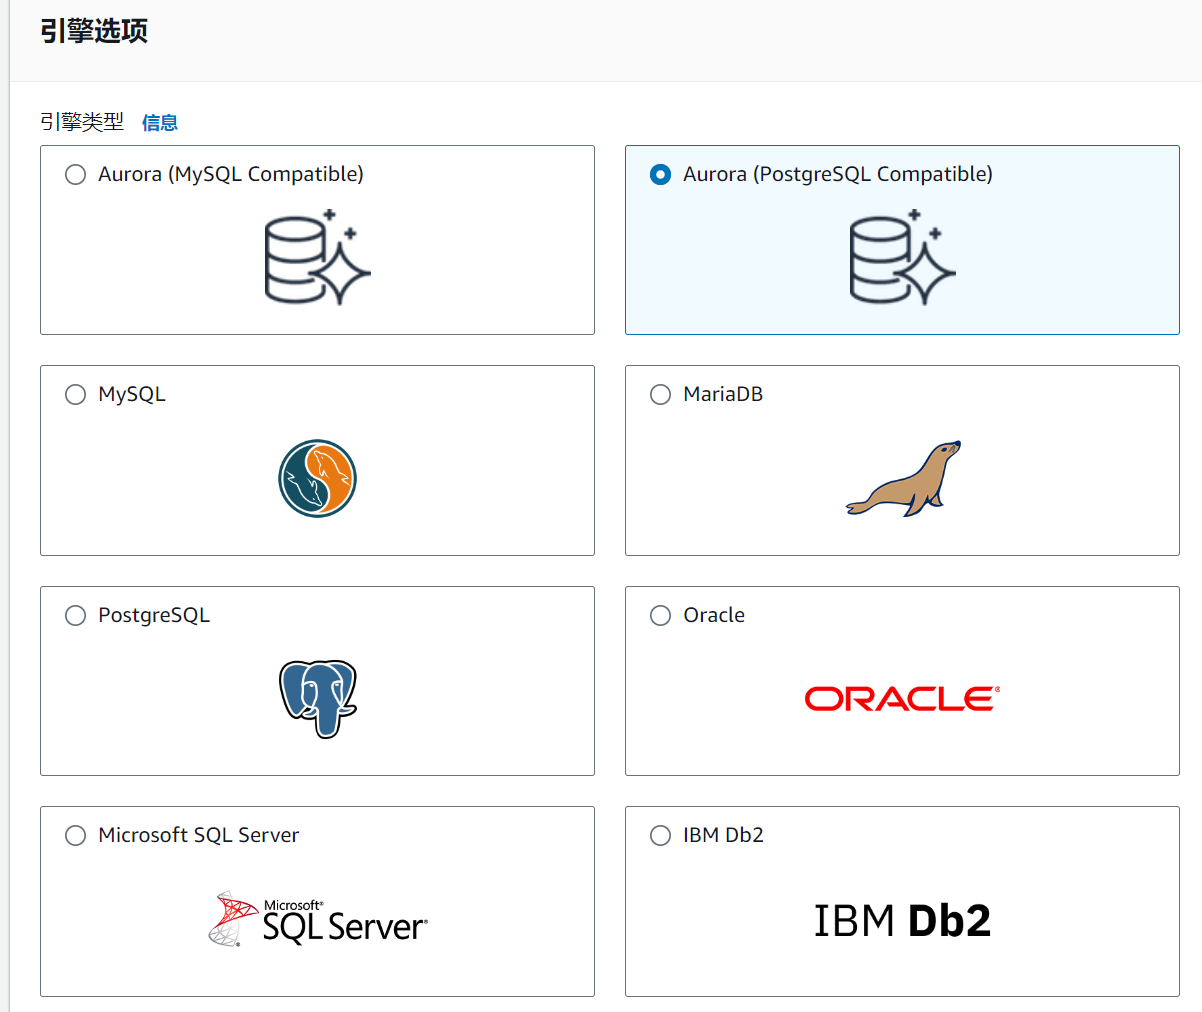 引擎选项
引擎类型 信息
Aurora (MySQL Compatible)
Aurora (PostgreSQL Compatible)
MySQL
MariaDB
PostgreSQL
Oracle
ORACLE®
Microsoft SQL Server
IBM Db2
Microsoft®
SQL Server®
IBM Db2